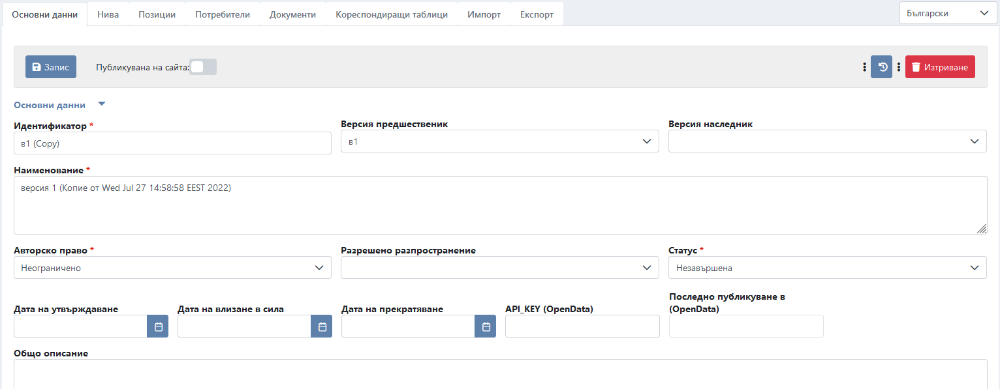 Основни данни Нива Позиции Потребители Документи Кореспондиращи таблици Импорт Експорт Български
Запис Публикувана на сайта: Изтриване
Основни данни
Идентификатор * Версия предшественик Версия наследник
в1 (Copy) в1
Наименование *
версия 1 (Копие от Wed Jul 27 14:58:58 EEST 2022)
Авторско право * Разрешено разпространение Статус *
Неограничено Незавършена
Дата на утвърждаване Дата на влизане в сила Дата на прекратяване API_KEY (OpenData) Последно публикуване в
(OpenData)
Общо описание